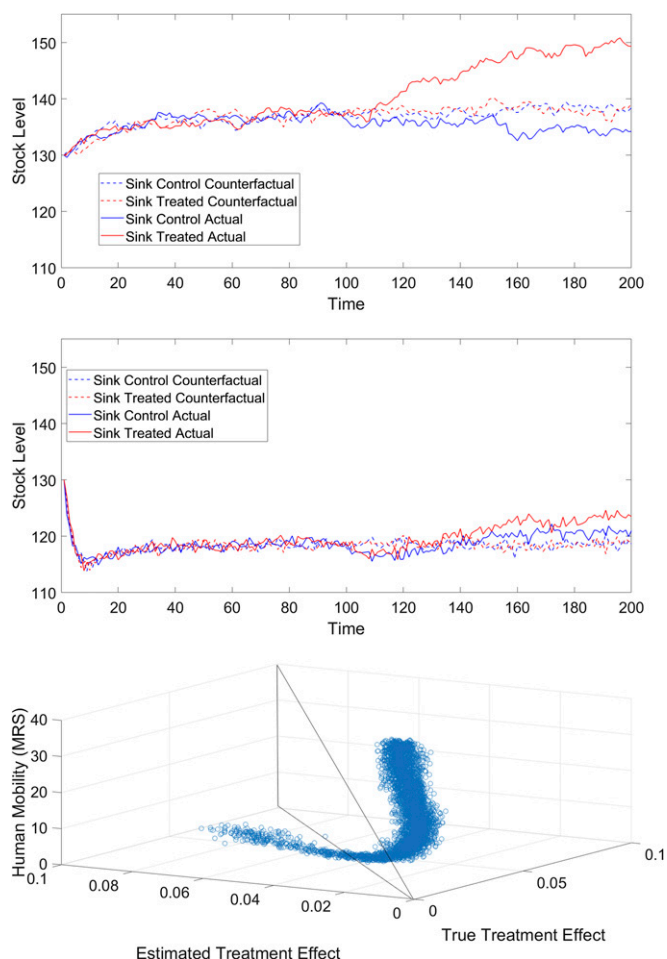 150
140
130
120
110
Stock Level
Sink Control Counterfactual
Sink Treated Counterfactual
Sink Control Actual
Sink Treated Actual
0 20 40 60 80 100 120 140 160 180 200
Time
150
140
130
120
110
Stock Level
Sink Control Counterfactual
Sink Treated Counterfactual
Sink Control Actual
Sink Treated Actual
0 20 40 60 80 100 120 140 160 180 200
Time
40
30
20
10
0
Human Mobility (MRS)
0.1 0.08 0.06 0.04 0.02 0
Estimated Treatment Effect
0 0.05 0.1
True Treatment Effect